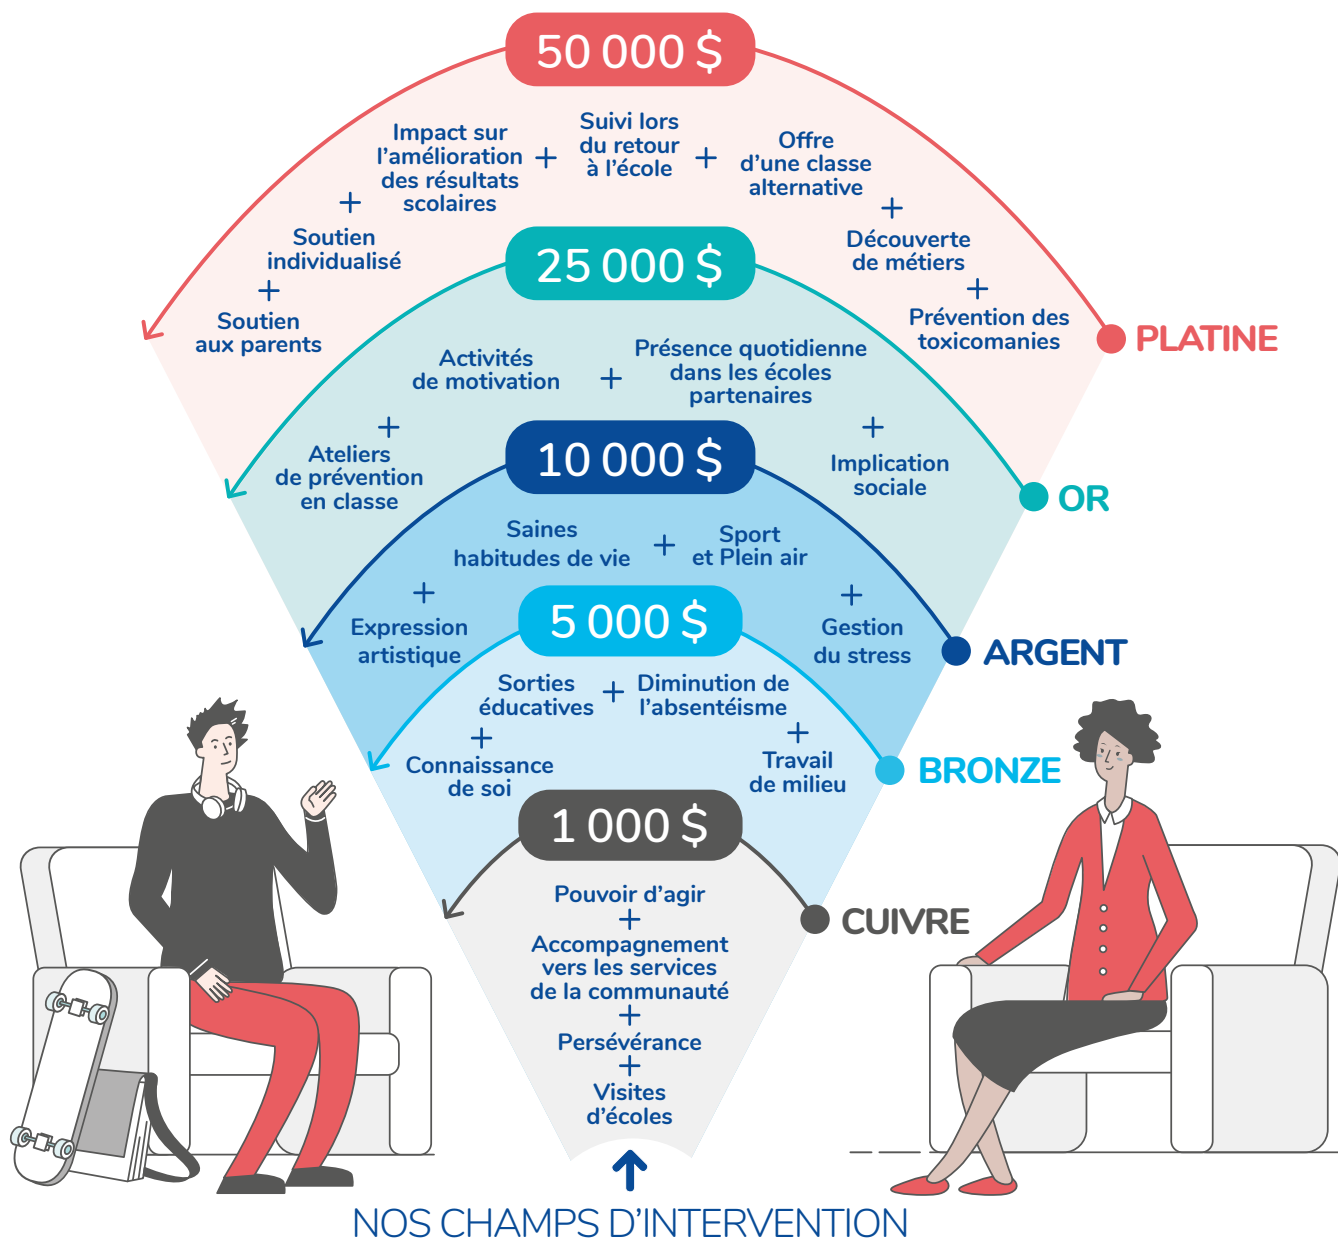 50 000 $
Impact sur
l'amélioration
des résultats
scolaires
+
Suivi lors
du retour
à l'école
+
Offre
d'une classe
alternative
+
Soutien
individualisé
+
Découverte
de métiers
+
Soutien
aux parents
+
Prévention des
toxicomanies
PLATINE
25 000 $
Activités
de motivation
+
Présence quotidienne
dans les écoles
partenaires
+
Ateliers
de prévention
en classe
+
Implication
sociale
OR
10 000 $
Saines
habitudes de vie
+
Sport
et Plein air
+
Expression
artistique
+
Gestion
du stress
ARGENT
5 000 $
Sorties
éducatives
+
Diminution de
l'absentéisme
+
Connaissance
de soi
+
Travail
de milieu
BRONZE
1 000 $
CUIVRE
Pouvoir d'agir
+
Accompagnement
vers les services
de la communauté
+
Persévérance
+
Visites
d'écoles
NOS CHAMPS D'INTERVENTION